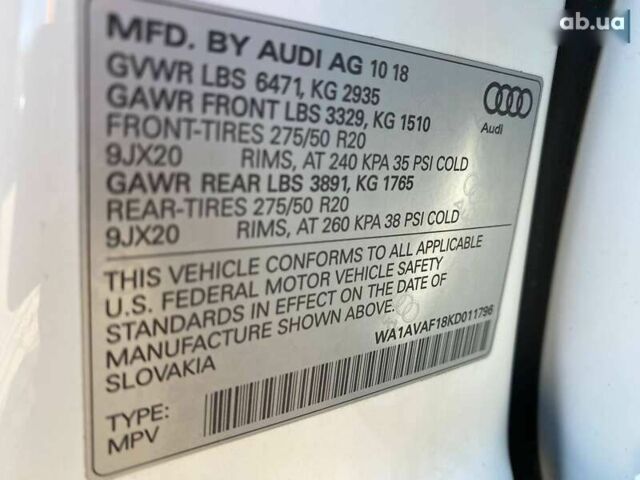 ab.ua
MFD. BY AUDI AG 10 18
GVWR LBS 6471, KG 2935
GAWR FRONT LBS 3329, KG 1510
FRONT-TIRES 275/50 R20
9JX20 RIMS, AT 240 KPA 35 PSI COLD
GAWR REAR LBS 3891, KG 1765
REAR-TIRES 275/50 R20
9JX20 RIMS, AT 260 KPA 38 PSI COLD
Audi
THIS VEHICLE CONFORMS TO ALL APPLICABLE
U.S. FEDERAL MOTOR VEHICLE SAFETY
STANDARDS IN EFFECT ON THE DATE OF
MANUFACTURE SHOWN ABOVE.
SLOVAKIA
WA1AVAF18KD011796
TYPE:
MPV